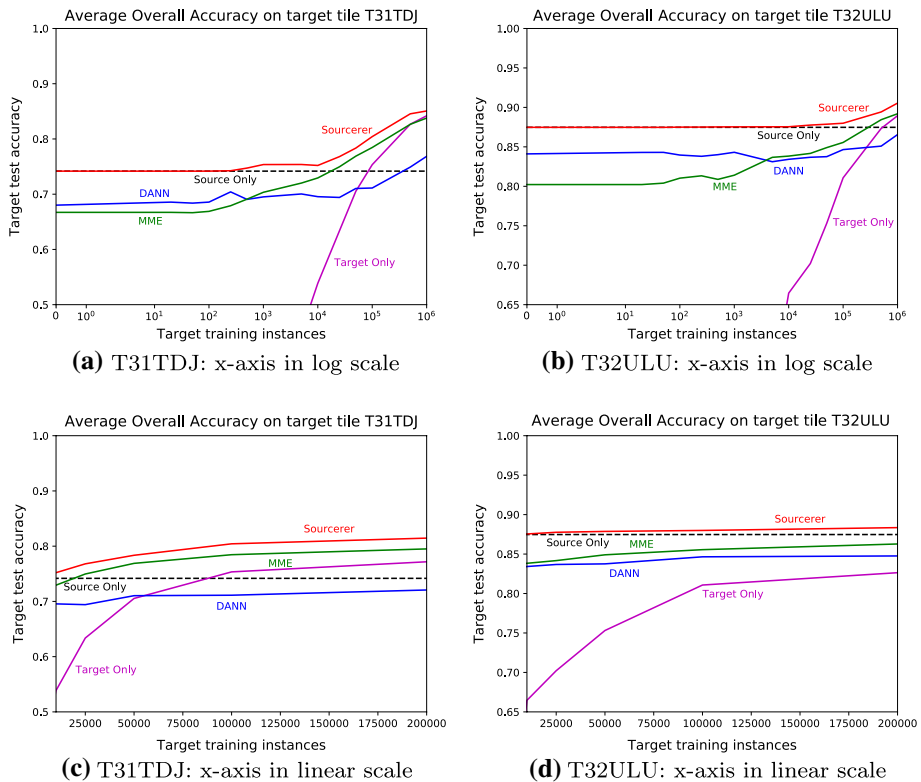 Average Overall Accuracy on target tile T31TDJ
1.0
0.9
0.8
0.7
0.6
0.5
Target test accuracy
Sourcerer
Source Only
DANN
MME
Target Only
0 10^0 10^1 10^2 10^3 10^4 10^5 10^6
Target training instances
(a) T31TDJ: x-axis in log scale
Average Overall Accuracy on target tile T32ULU
1.00
0.95
0.90
0.85
0.80
0.75
0.70
0.65
Target test accuracy
Sourcerer
Source Only
DANN
MME
Target Only
0 10^0 10^1 10^2 10^3 10^4 10^5 10^6
Target training instances
(b) T32ULU: x-axis in log scale
Average Overall Accuracy on target tile T31TDJ
1.0
0.9
0.8
0.7
0.6
0.5
Target test accuracy
Sourcerer
MME
Source Only
DANN
Target Only
25000 50000 75000 100000 125000 150000 175000 200000
Target training instances
(c) T31TDJ: x-axis in linear scale
Average Overall Accuracy on target tile T32ULU
1.00
0.95
0.90
0.85
0.80
0.75
0.70
0.65
Target test accuracy
Sourcerer
Source Only
MME
DANN
Target Only
25000 50000 75000 100000 125000 150000 175000 200000
Target training instances
(d) T32ULU: x-axis in linear scale